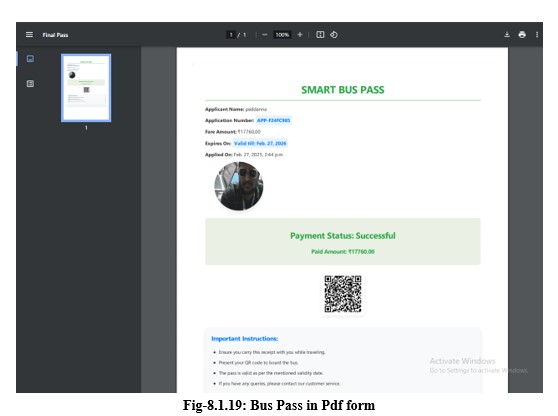 Final Pass
1 / 1
100%
1
SMART BUS PASS
Applicant Name: peddanna
Application Number: APP-F24FC985
Fare Amount: ₹17760.00
Expires On: Valid till: Feb. 27, 2026
Applied On: Feb. 27, 2025, 2:44 p.m.
Payment Status: Successful
Paid Amount: ₹17760.00
Important Instructions:
Ensure you carry this receipt with you while traveling.
Present your QR code to board the bus.
The pass is valid as per the mentioned validity date.
If you have any queries, please contact our customer service.
Activate Windows
Go to Settings to activate Windows.
Fig-8.1.19: Bus Pass in Pdf form